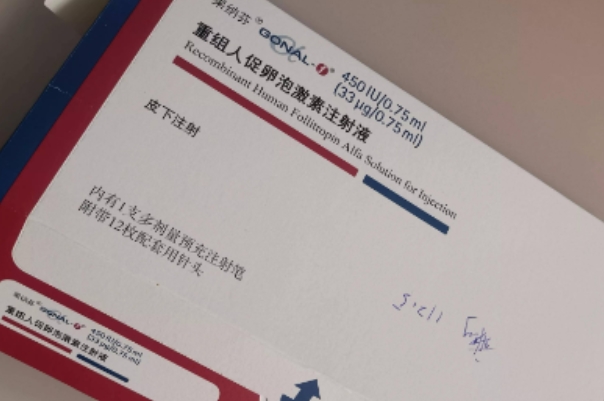 果纳芬®
GONAL-f®
450 IU/0.75 ml
(33 μg/0.75 ml)
重组人促卵泡激素注射液
Recombinant Human Follitropin Alfa Solution for Injection
皮下注射
内有1支多剂量预充注射笔
附带12枚配套用针头
112.5
果纳芬®
GONAL-f®
450 IU/0.75 ml
(33 μg/0.75 ml)
重组人促卵泡激素注射液